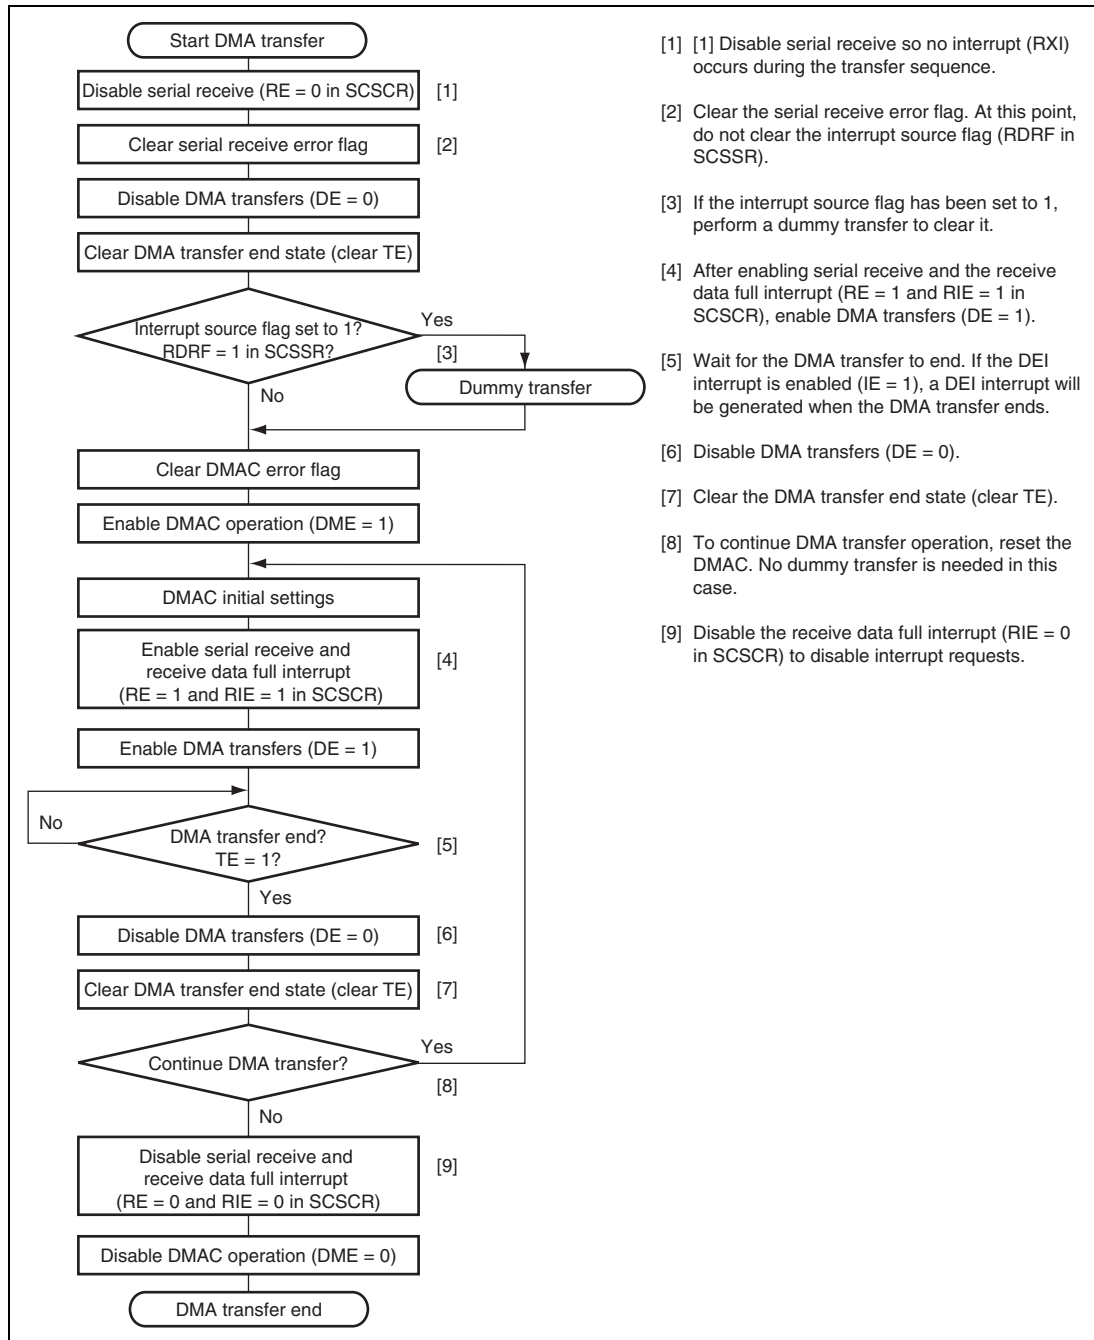 Start DMA transfer
Disable serial receive (RE = 0 in SCSCR)
[1]
Clear serial receive error flag
[2]
Disable DMA transfers (DE = 0)
Clear DMA transfer end state (clear TE)
Interrupt source flag set to 1?
RDRF = 1 in SCSSR?
Yes
[3]
Dummy transfer
No
Clear DMAC error flag
Enable DMAC operation (DME = 1)
DMAC initial settings
Enable serial receive and
receive data full interrupt
(RE = 1 and RIE = 1 in SCSCR)
[4]
Enable DMA transfers (DE = 1)
No
DMA transfer end?
TE = 1?
[5]
Yes
Disable DMA transfers (DE = 0)
[6]
Clear DMA transfer end state (clear TE)
[7]
Continue DMA transfer?
Yes
[8]
No
Disable serial receive and
receive data full interrupt
(RE = 0 and RIE = 0 in SCSCR)
[9]
Disable DMAC operation (DME = 0)
DMA transfer end
[1] [1] Disable serial receive so no interrupt (RXI)
occurs during the transfer sequence.
[2] Clear the serial receive error flag. At this point,
do not clear the interrupt source flag (RDRF in
SCSSR).
[3] If the interrupt source flag has been set to 1,
perform a dummy transfer to clear it.
[4] After enabling serial receive and the receive
data full interrupt (RE = 1 and RIE = 1 in
SCSCR), enable DMA transfers (DE = 1).
[5] Wait for the DMA transfer to end. If the DEI
interrupt is enabled (IE = 1), a DEI interrupt will
be generated when the DMA transfer ends.
[6] Disable DMA transfers (DE = 0).
[7] Clear the DMA transfer end state (clear TE).
[8] To continue DMA transfer operation, reset the
DMAC. No dummy transfer is needed in this
case.
[9] Disable the receive data full interrupt (RIE = 0
in SCSCR) to disable interrupt requests.